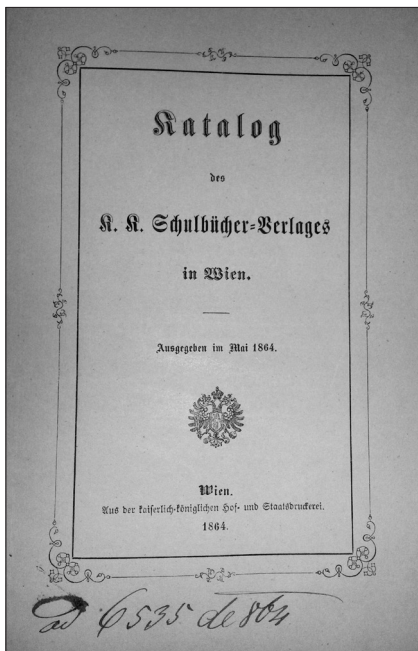 Katalog
des
K. K. Schulbücher-Verlages
in Wien.
Ausgegeben im Mai 1864.
Wien.
Aus der kaiserlich-königlichen Hof- und Staatsdruckerei.
1864.
ad 6535 de 864